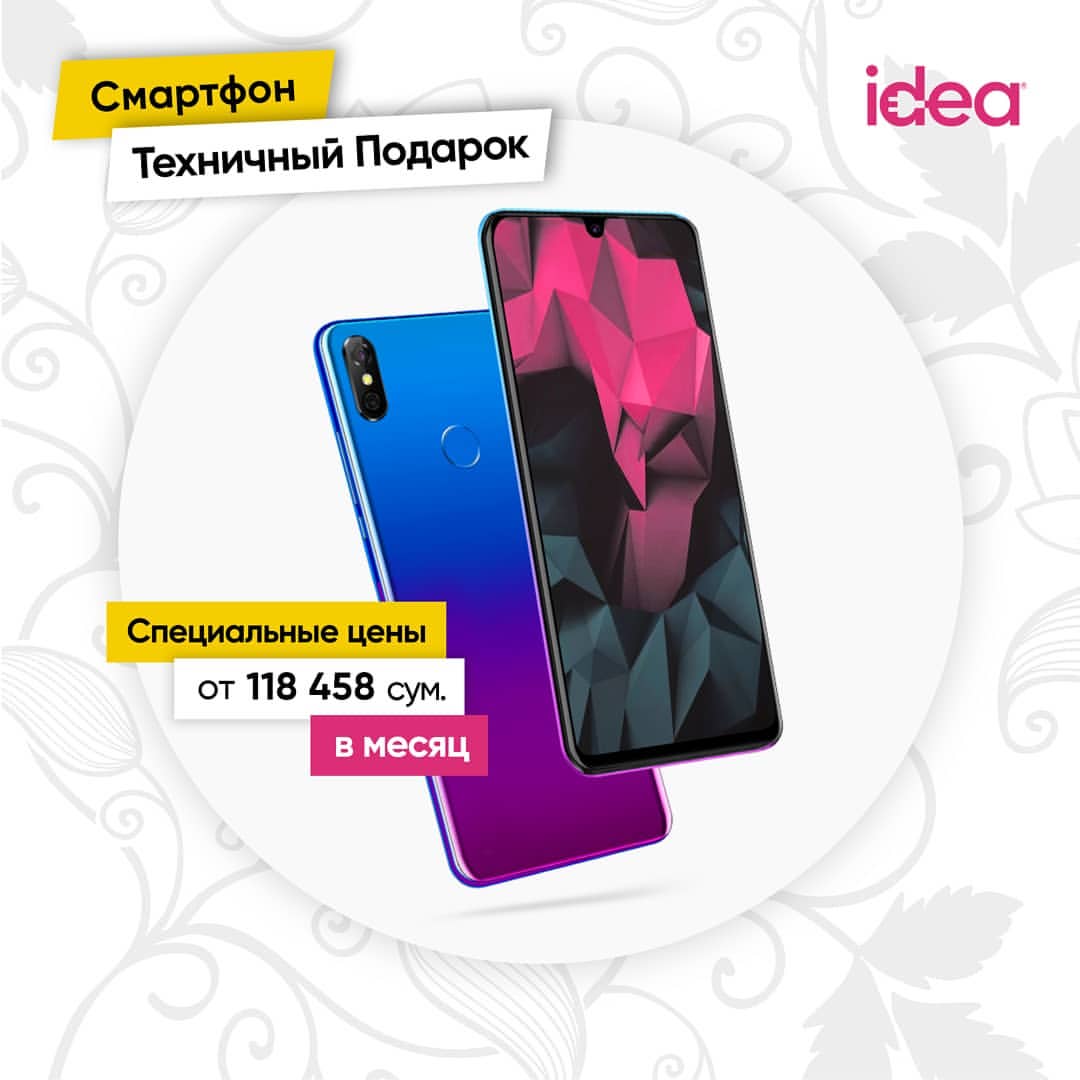 Смартфон
Техничный Подарок
idea®
Специальные цены
от 118 458 сум.
в месяц